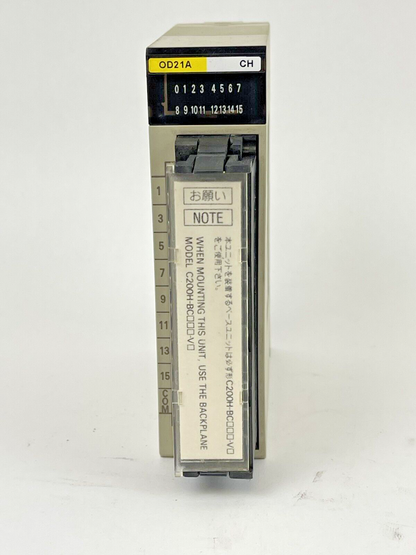 OD21A CH
0 1 2 3 4 5 6 7
8 9 10 11 12 13 14 15
1
3
5
7
9
11
13
15
COM
お願い
NOTE
本ユニットを装着するベースユニットは必ず形C200H-BC□□□-V□
をご使用下さい。
WHEN MOUNTING THIS UNIT, USE THE BACKPLANE
MODEL C200H-BC□□□-V□